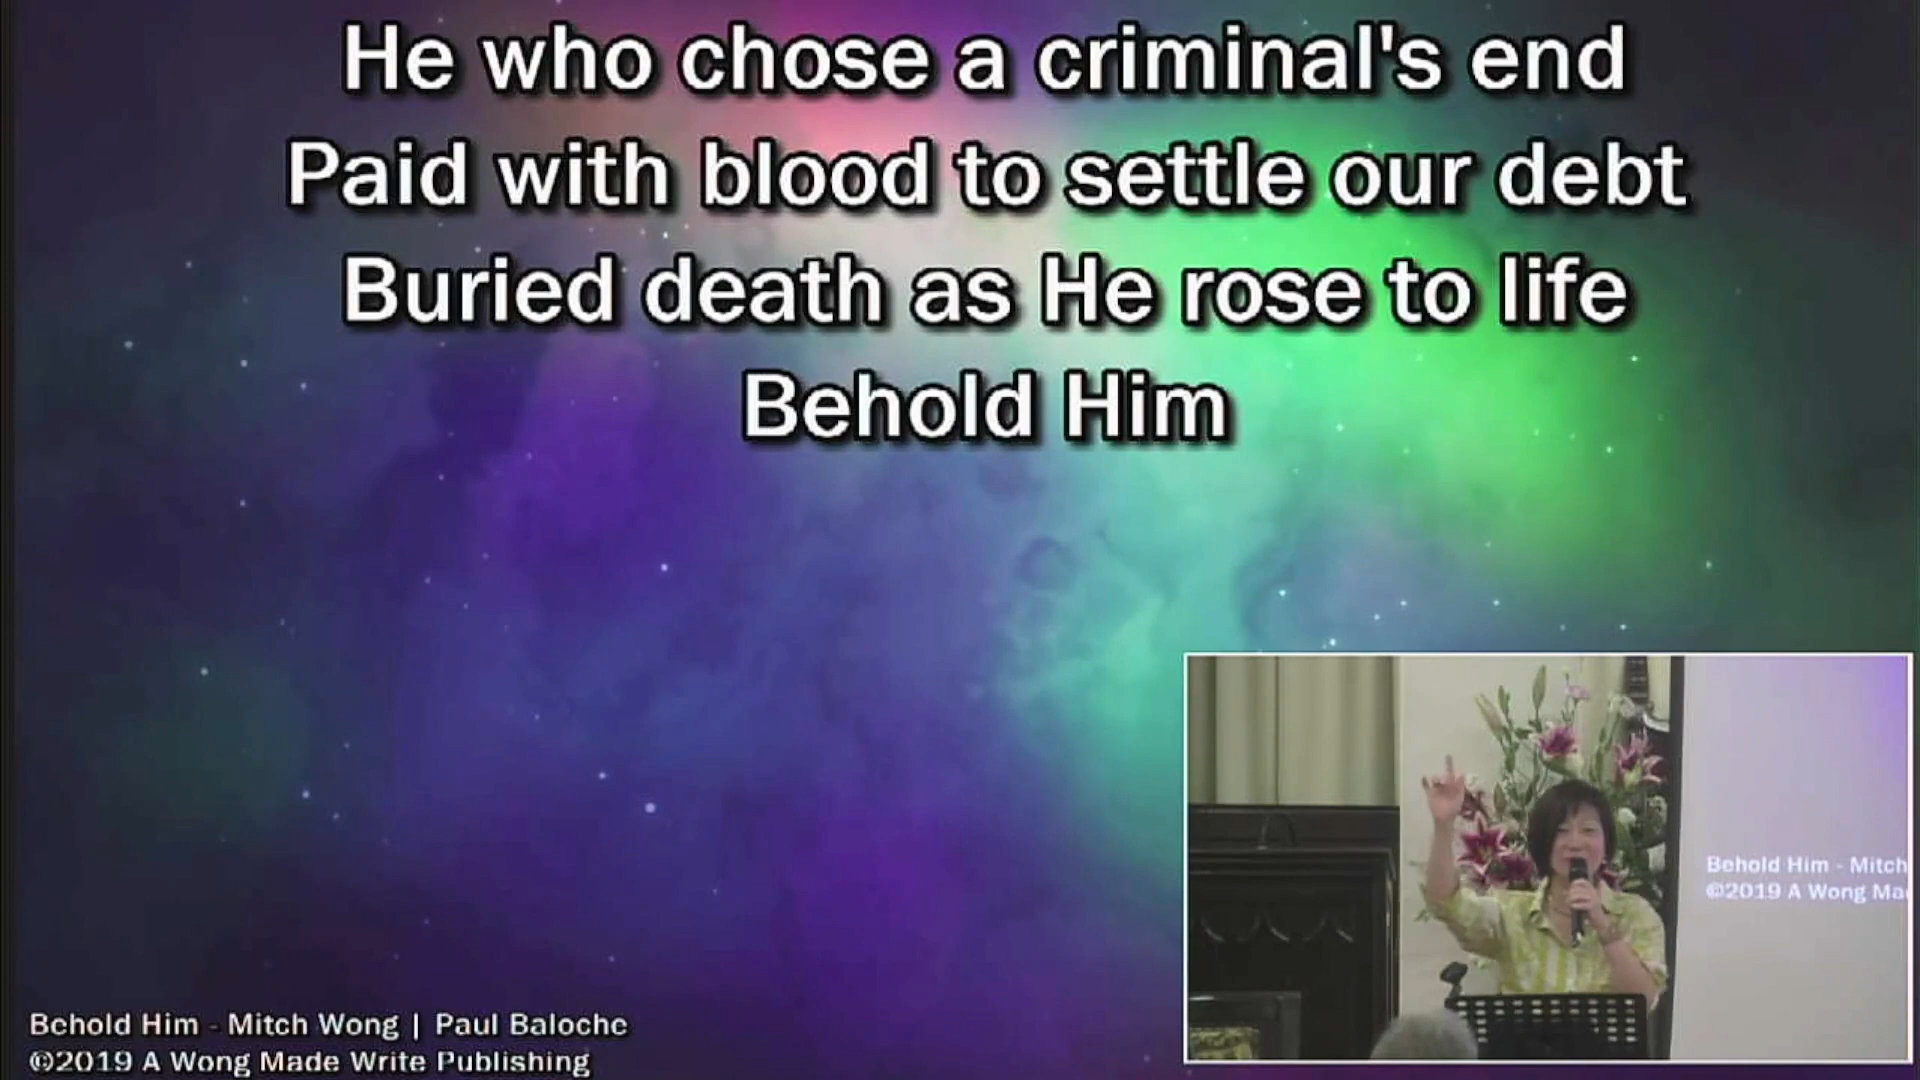 He who chose a criminal's end
Paid with blood to settle our debt
Buried death as He rose to life
Behold Him
Behold Him - Mitch
©2019 A Wong Ma
Behold Him - Mitch Wong | Paul Baloche
©2019 A Wong Made Write Publishing